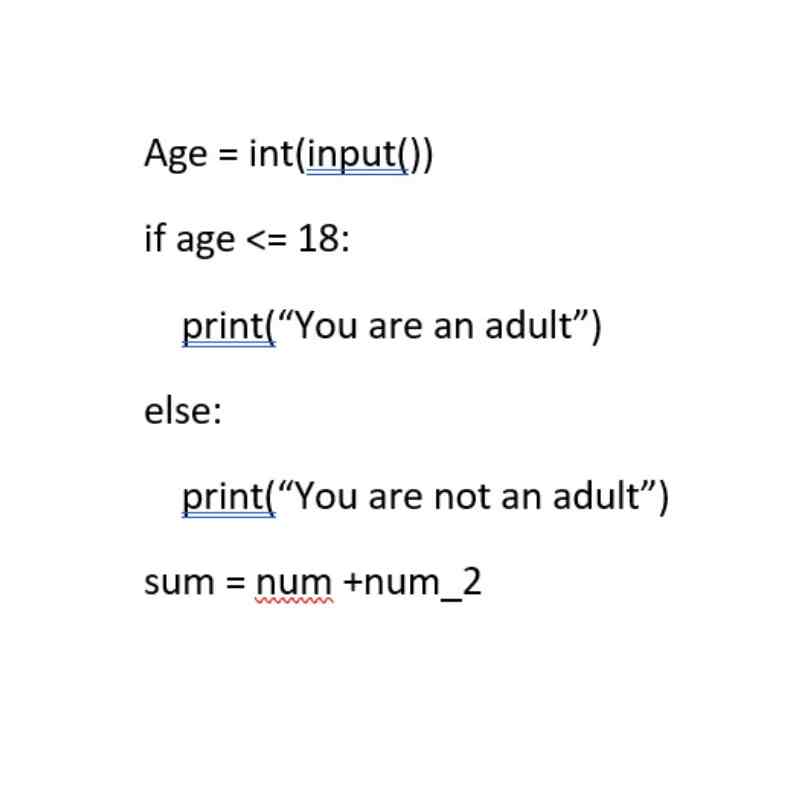 Age = int(input())
if age <= 18:
print(“You are an adult”)
else:
print(“You are not an adult”)
sum = num +num_2